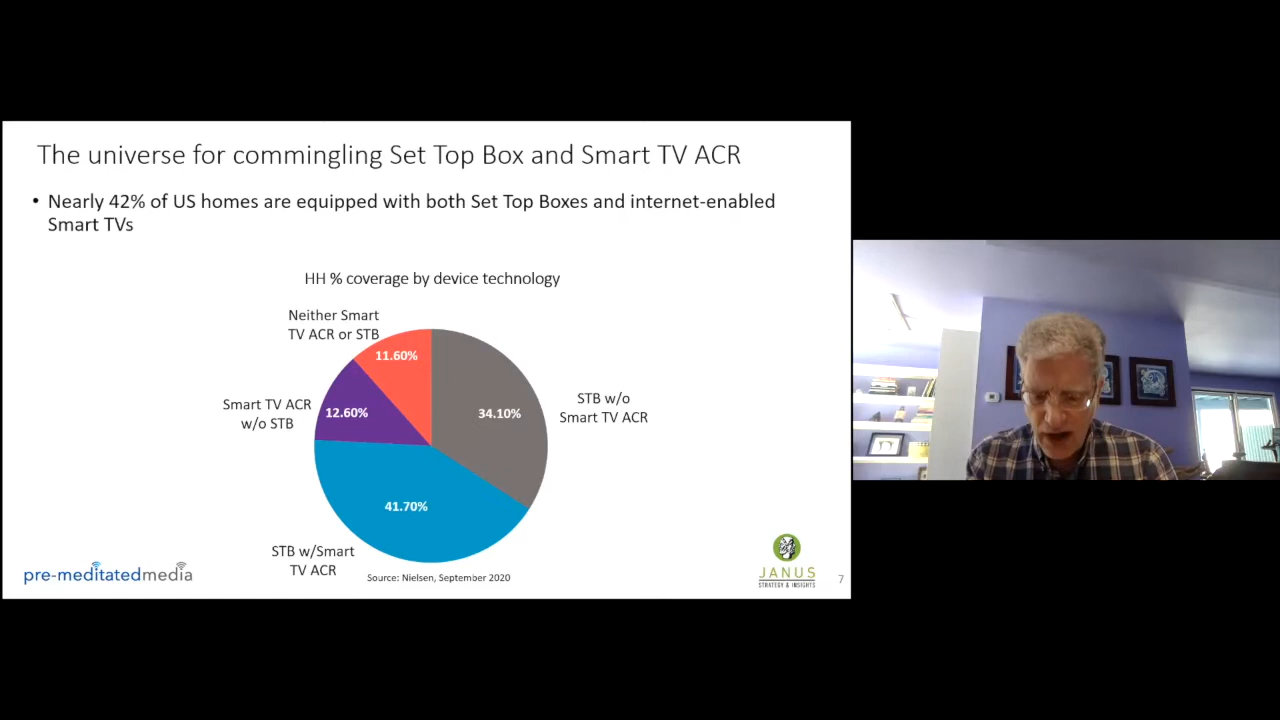 The universe for commingling Set Top Box and Smart TV ACR
• Nearly 42% of US homes are equipped with both Set Top Boxes and internet-enabled
Smart TVs
HH % coverage by device technology
Neither Smart
TV ACR or STB
11.60%
Smart TV ACR
w/o STB
12.60%
34.10%
STB w/o
Smart TV ACR
41.70%
STB w/Smart
TV ACR
Source: Nielsen, September 2020
pre-meditatedmedia
JANUS
STRATEGY & INSIGHTS
7